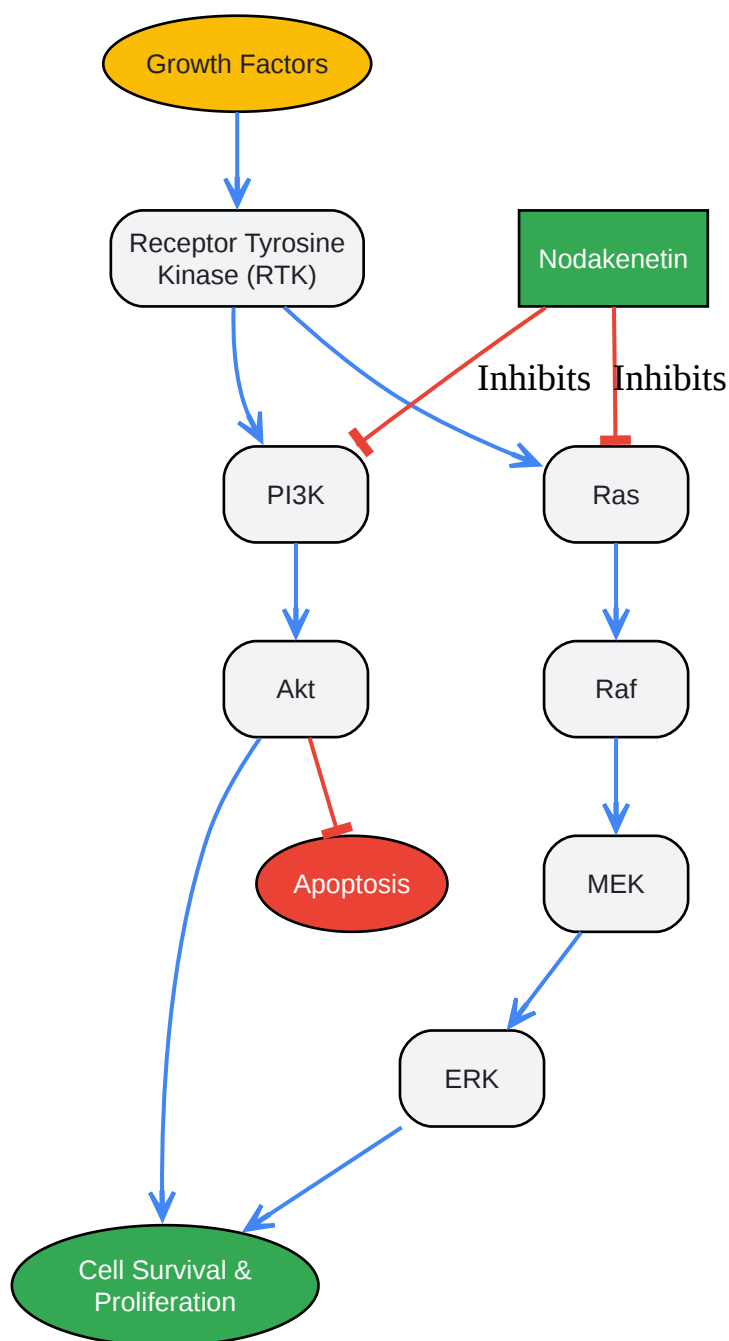 Growth Factors
Receptor Tyrosine
Kinase (RTK)
Nodakenetin
Inhibits
Inhibits
PI3K
Ras
Akt
Raf
Apoptosis
MEK
ERK
Cell Survival &
Proliferation